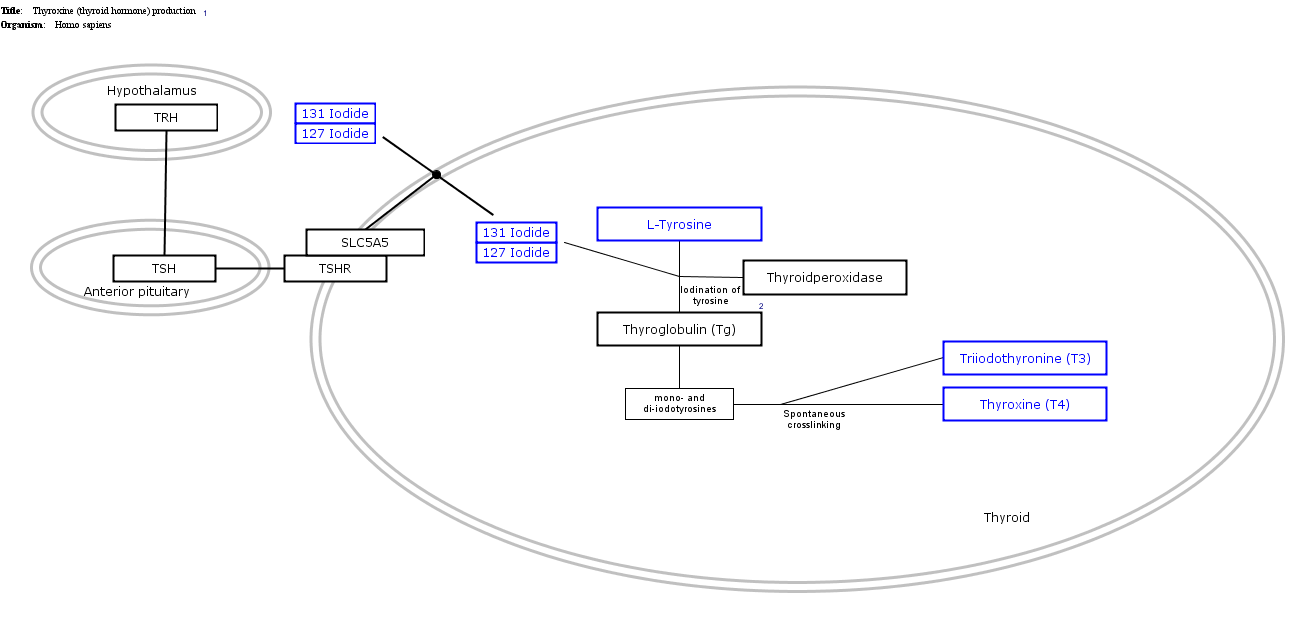 Title: Thyroxine (thyroid hormone) production 1
Organism: Homo sapiens
Hypothalamus
TRH
131 Iodide
127 Iodide
SLC5A5
TSH
TSHR
Anterior pituitary
131 Iodide
127 Iodide
L-Tyrosine
Thyroidperoxidase
Iodination of
tyrosine
2
Thyroglobulin (Tg)
mono- and
di-iodotyrosines
Triiodothyronine (T3)
Thyroxine (T4)
Spontaneous
crosslinking
Thyroid